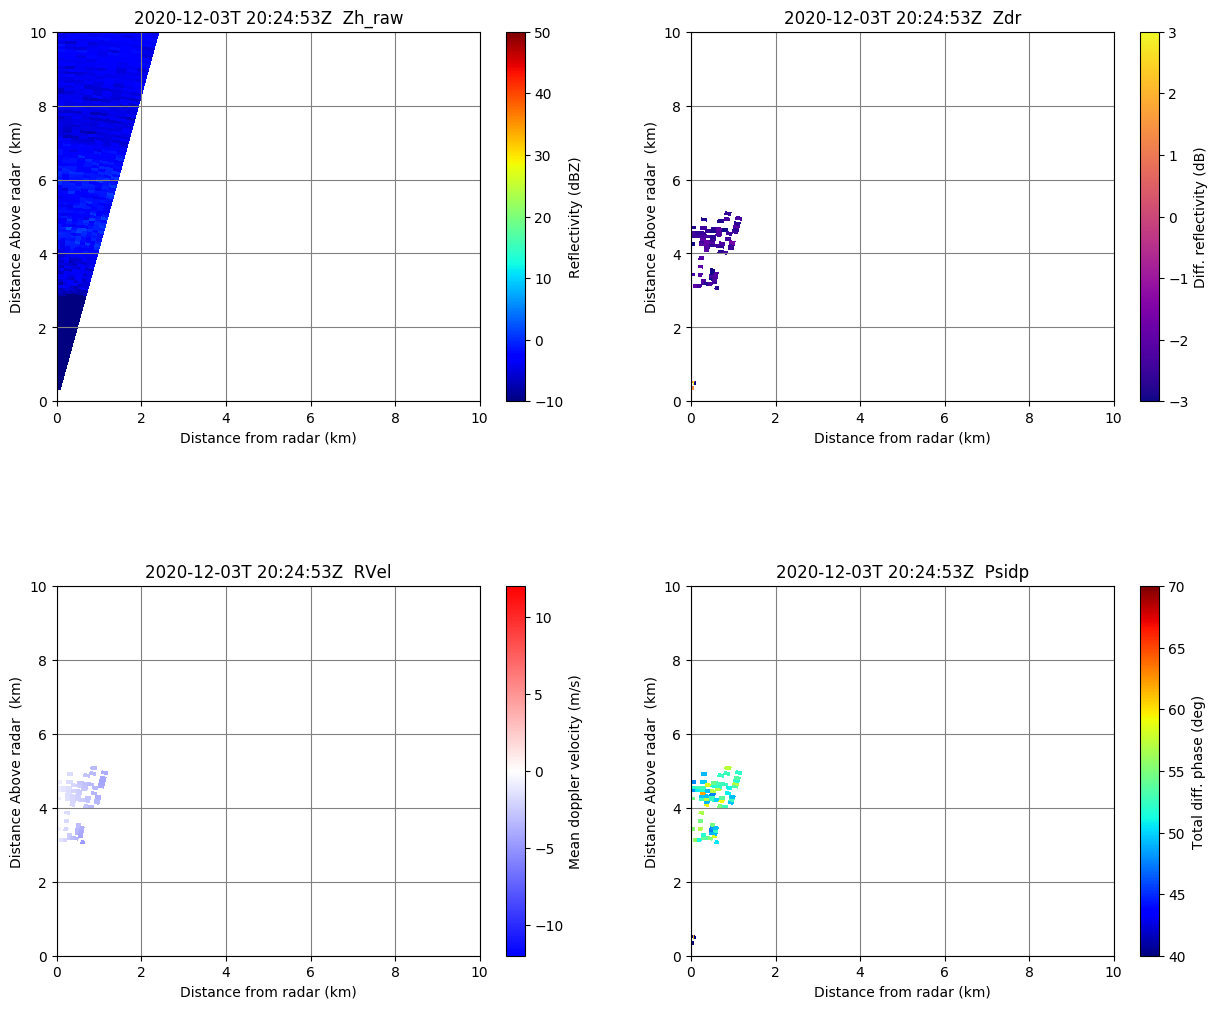 2020-12-03T 20:24:53Z  Zh_raw
10
8
6
4
2
0
Distance Above radar  (km)
0 2 4 6 8 10
Distance from radar (km)
50
40
30
20
10
0
−10
Reflectivity (dBZ)
2020-12-03T 20:24:53Z  Zdr
10
8
6
4
2
0
Distance Above radar  (km)
0 2 4 6 8 10
Distance from radar (km)
3
2
1
0
−1
−2
−3
Diff. reflectivity (dB)
2020-12-03T 20:24:53Z  RVel
10
8
6
4
2
0
Distance Above radar  (km)
0 2 4 6 8 10
Distance from radar (km)
10
5
0
−5
−10
Mean doppler velocity (m/s)
2020-12-03T 20:24:53Z  Psidp
10
8
6
4
2
0
Distance Above radar  (km)
0 2 4 6 8 10
Distance from radar (km)
70
65
60
55
50
45
40
Total diff. phase (deg)